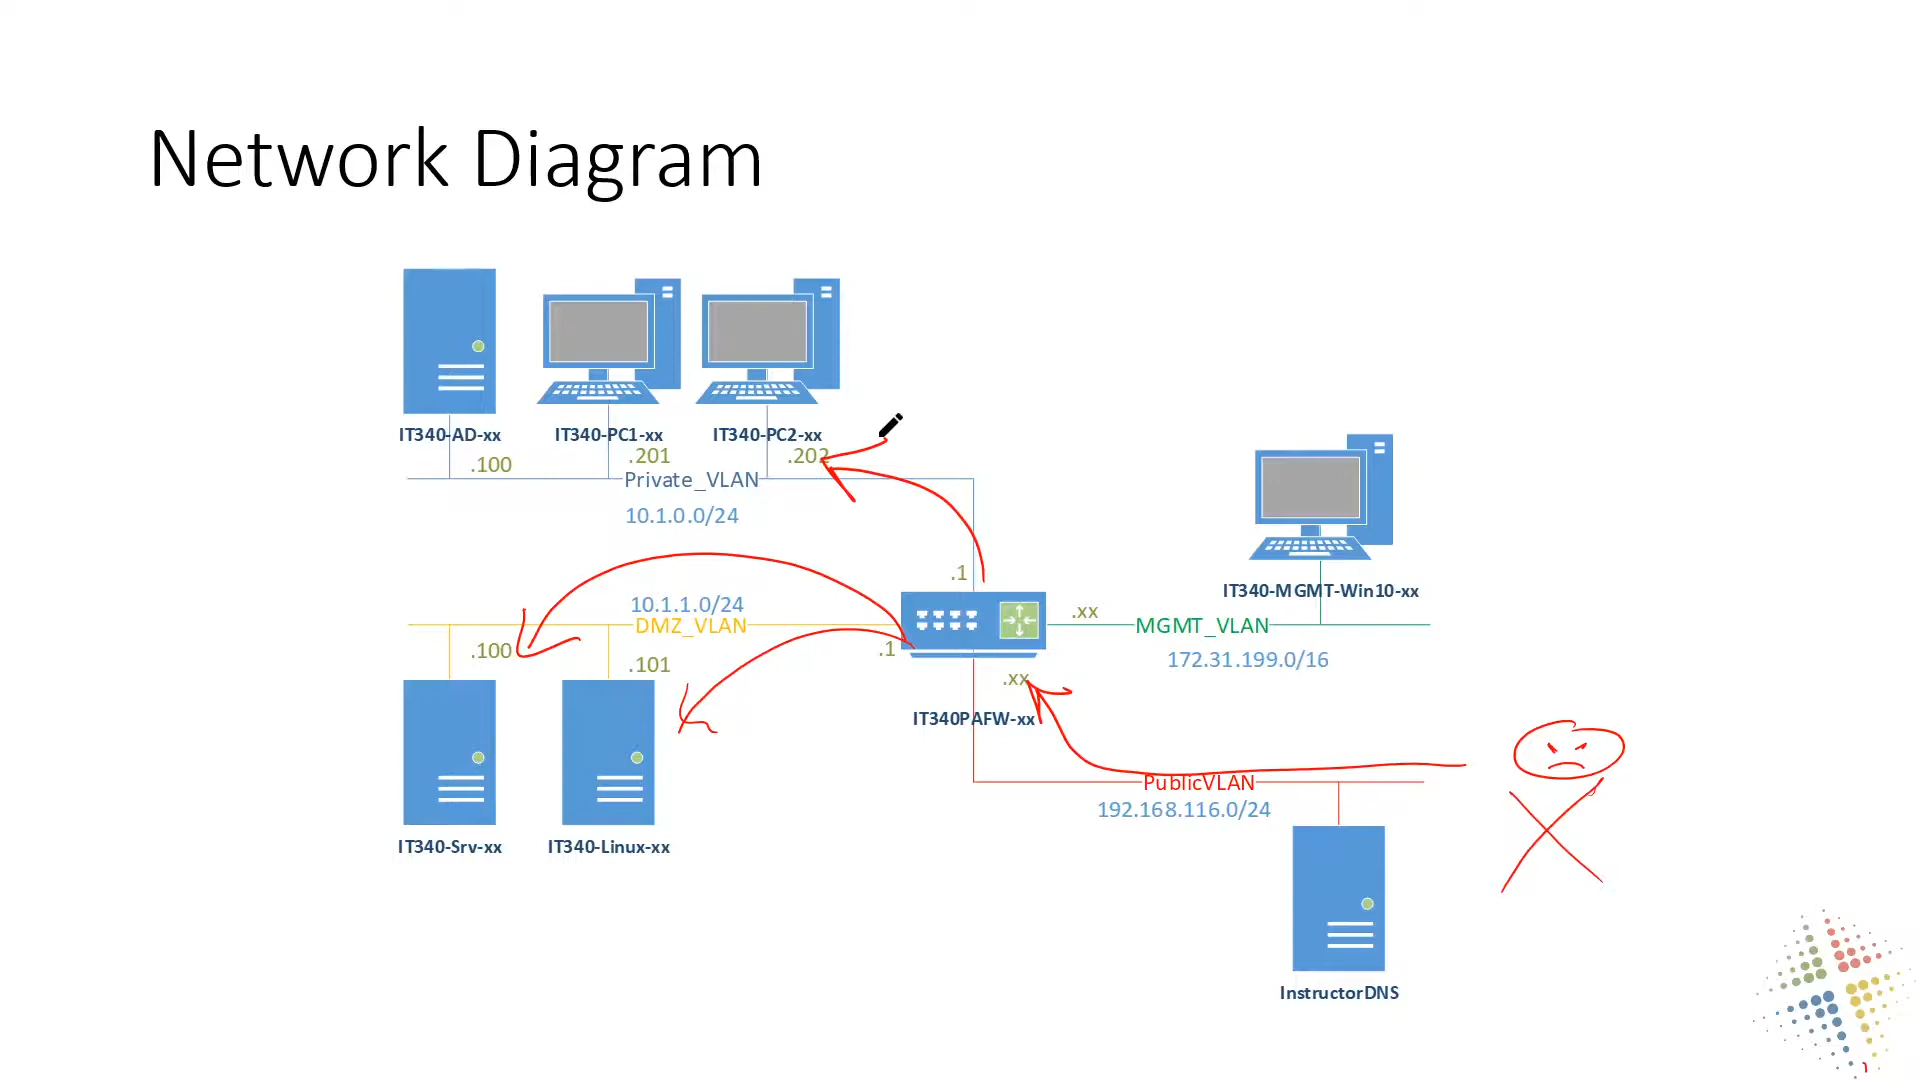 Network Diagram
IT340-AD-xx
IT340-PC1-xx
IT340-PC2-xx
.100
.201
.202
Private_VLAN
10.1.0.0/24
.1
IT340-MGMT-Win10-xx
10.1.1.0/24
DMZ_VLAN
.xx
MGMT_VLAN
172.31.199.0/16
.100
.101
.1
.xx
IT340PAFW-xx
PublicVLAN
192.168.116.0/24
IT340-Srv-xx
IT340-Linux-xx
InstructorDNS